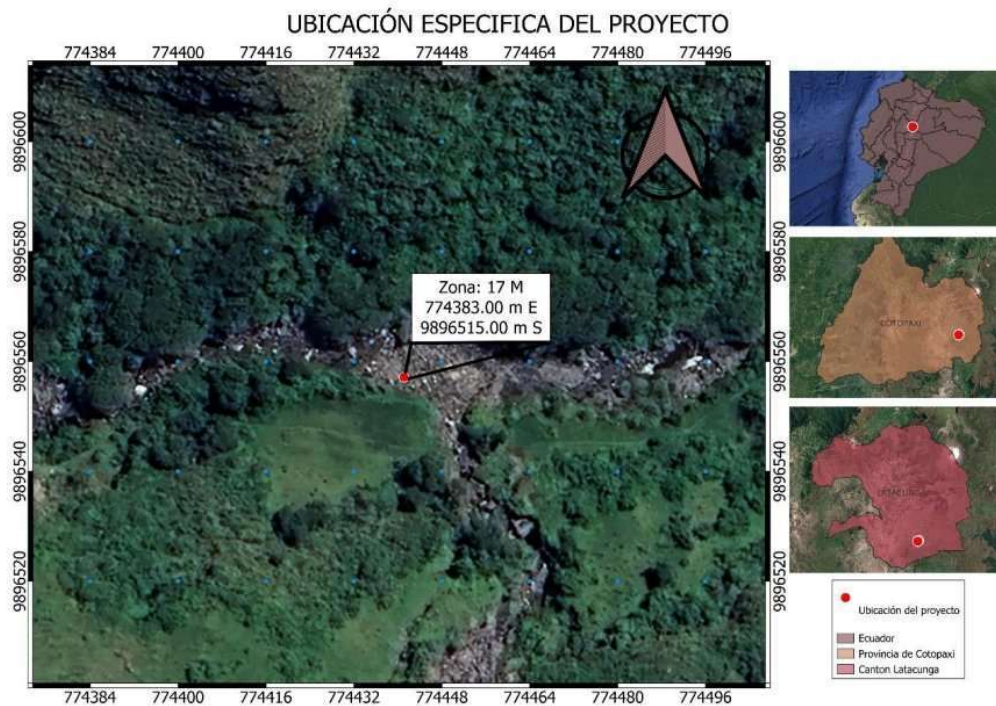 UBICACIÓN ESPECIFICA DEL PROYECTO
774384 774400 774416 774432 774448 774464 774480 774496
9896600
9896580
9896560
9896540
9896520
Zona: 17 M
774383.00 m E
9896515.00 m S
9896600
9896580
9896560
9896540
9896520
774384 774400 774416 774432 774448 774464 774480 774496
COTOPAXI
Ubicación del proyecto
Ecuador
Provincia de Cotopaxi
Canton Latacunga